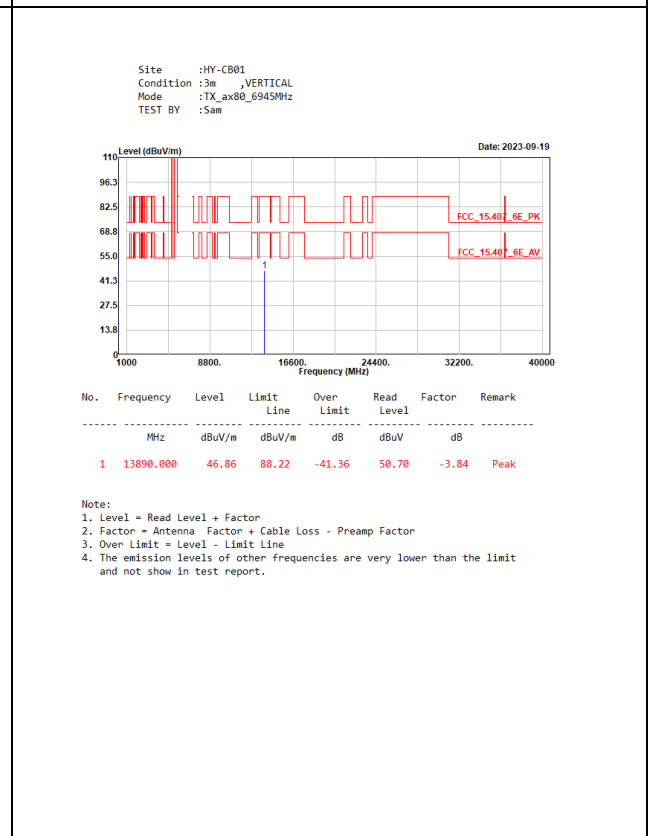 Site      :HY-CB01
Condition :3m   ,VERTICAL
Mode      :TX_ax80_6945MHz
TEST BY   :Sam
Level (dBuV/m)
Date: 2023-09-19
110
96.3
82.5
FCC_15.407_6E_PK
68.8
55.0
FCC_15.407_6E_AV
1
41.3
27.5
13.8
0
1000 8800. 16600. 24400. 32200. 40000
Frequency (MHz)
No. Frequency Level Limit Over Read Factor Remark
Line Limit Level
------ ----------- ------- --------- --------- --------- -------- ---------
MHz dBuV/m dBuV/m dB dBuV dB
1 13890.000 46.86 88.22 -41.36 50.70 -3.84 Peak
Note:
1. Level = Read Level + Factor
2. Factor = Antenna  Factor + Cable Loss - Preamp Factor
3. Over Limit = Level - Limit Line
4. The emission levels of other frequencies are very lower than the limit
and not show in test report.